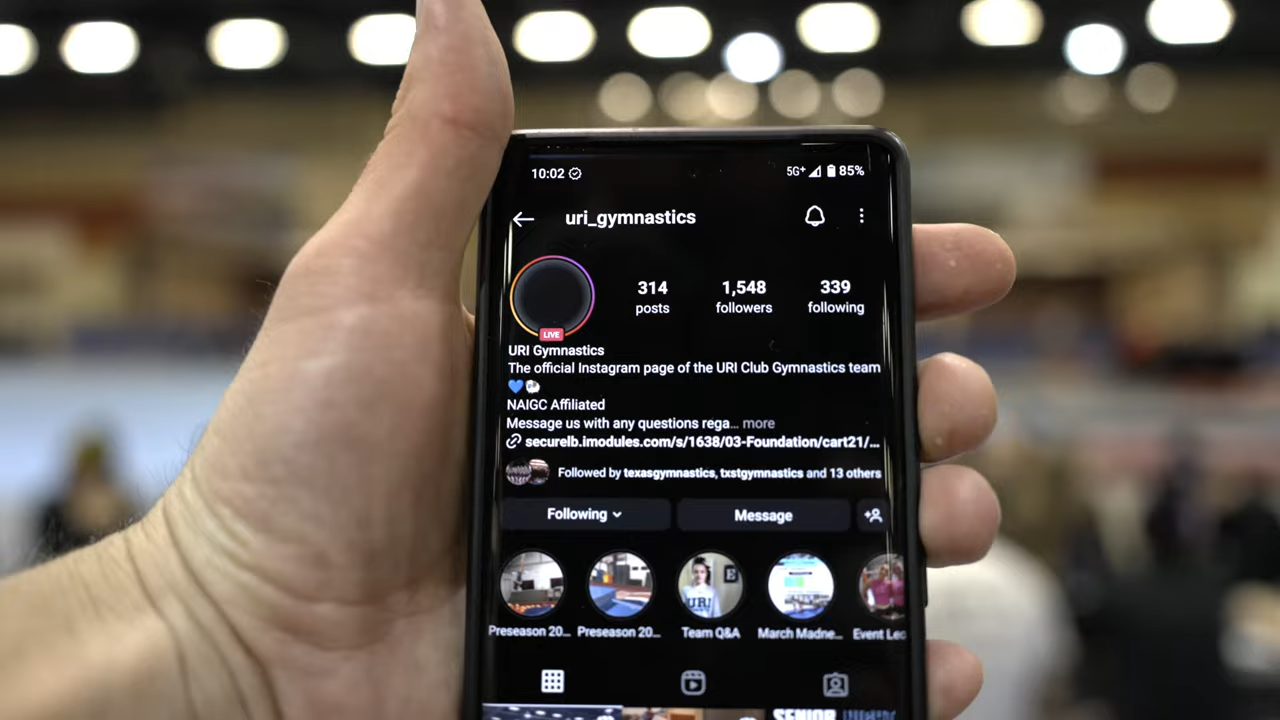 10:02
5G+ 85%
uri_gymnastics
314 1,548 339
posts followers following
LIVE
URI Gymnastics
The official Instagram page of the URI Club Gymnastics team
💙🐏
NAIGC Affiliated
Message us with any questions rega... more
securelb.imodules.com/s/1638/03-Foundation/cart21/...
Followed by texasgymnastics, txstgymnastics and 13 others
Following Message
E
URI
Preseason 20... Preseason 20... Team Q&A March Madne... Event Leo
SENIOR